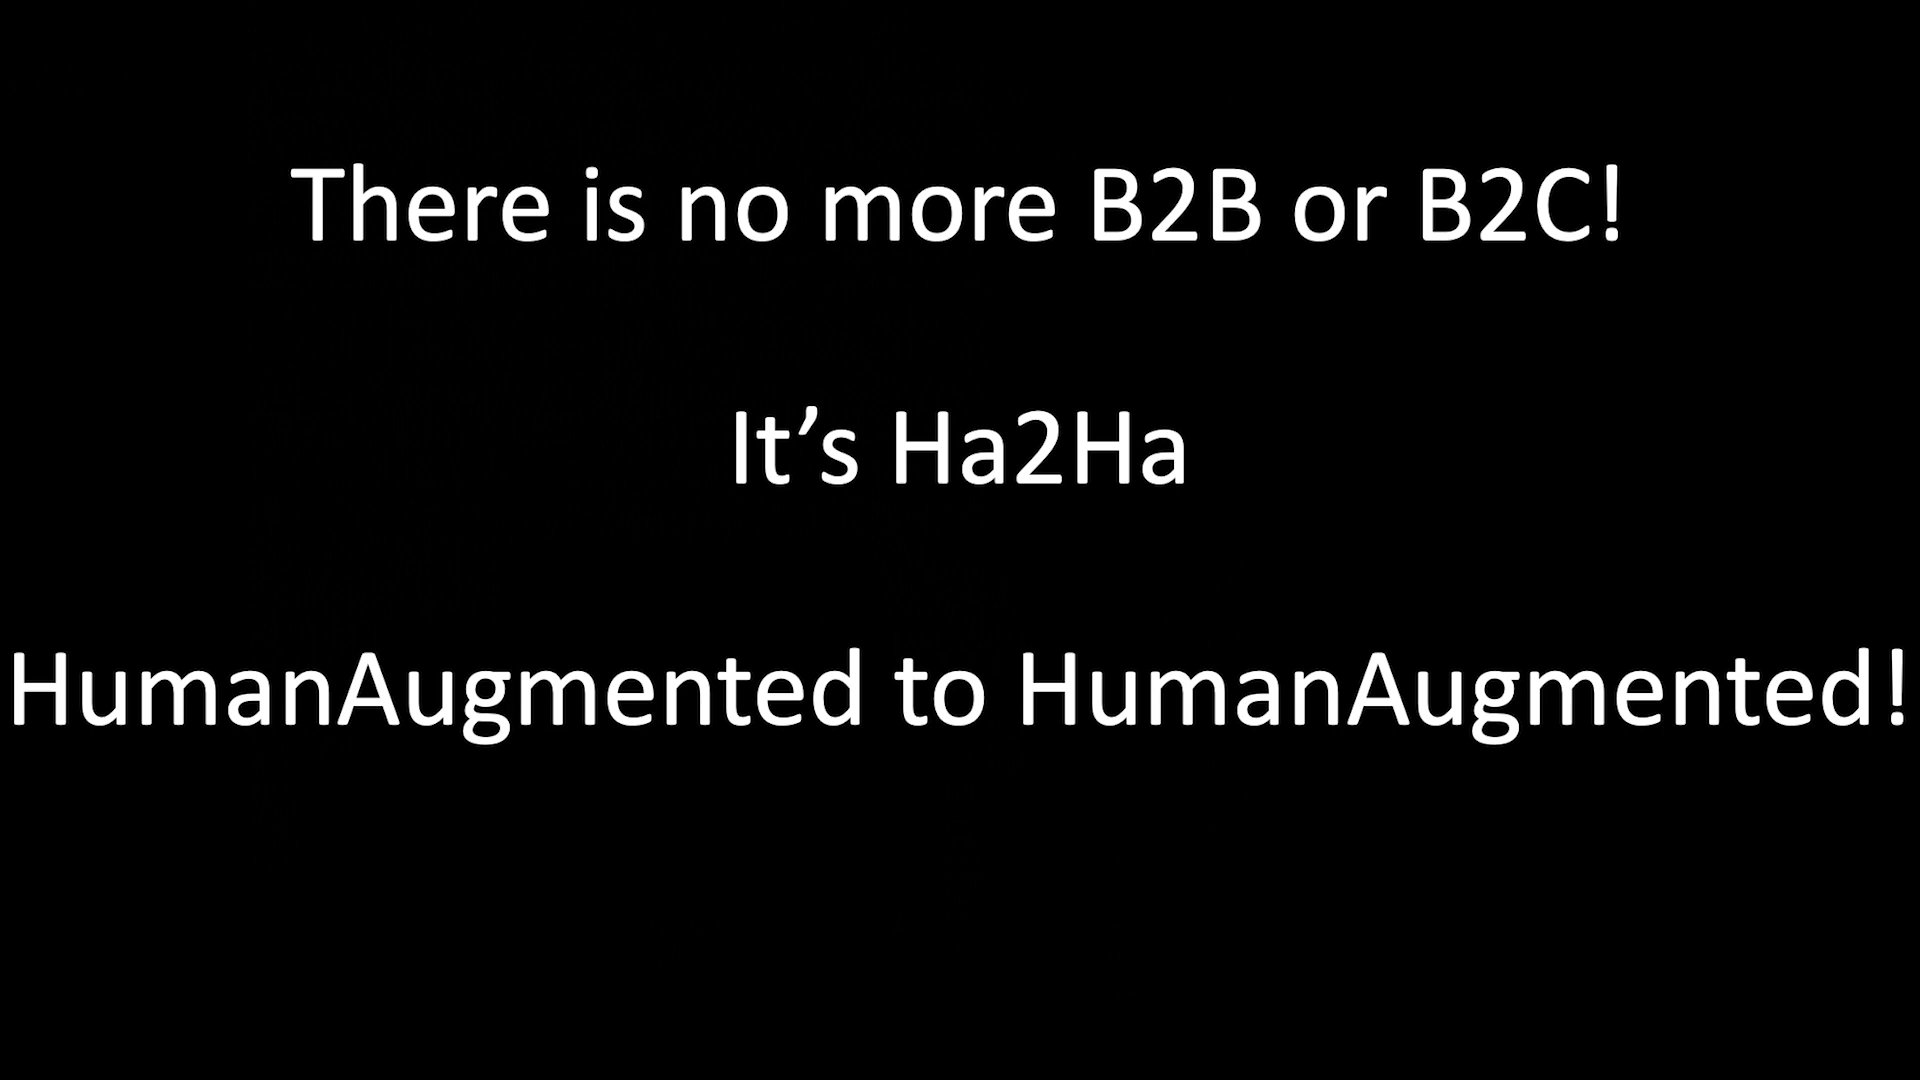 There is no more B2B or B2C!
It’s Ha2Ha
HumanAugmented to HumanAugmented!